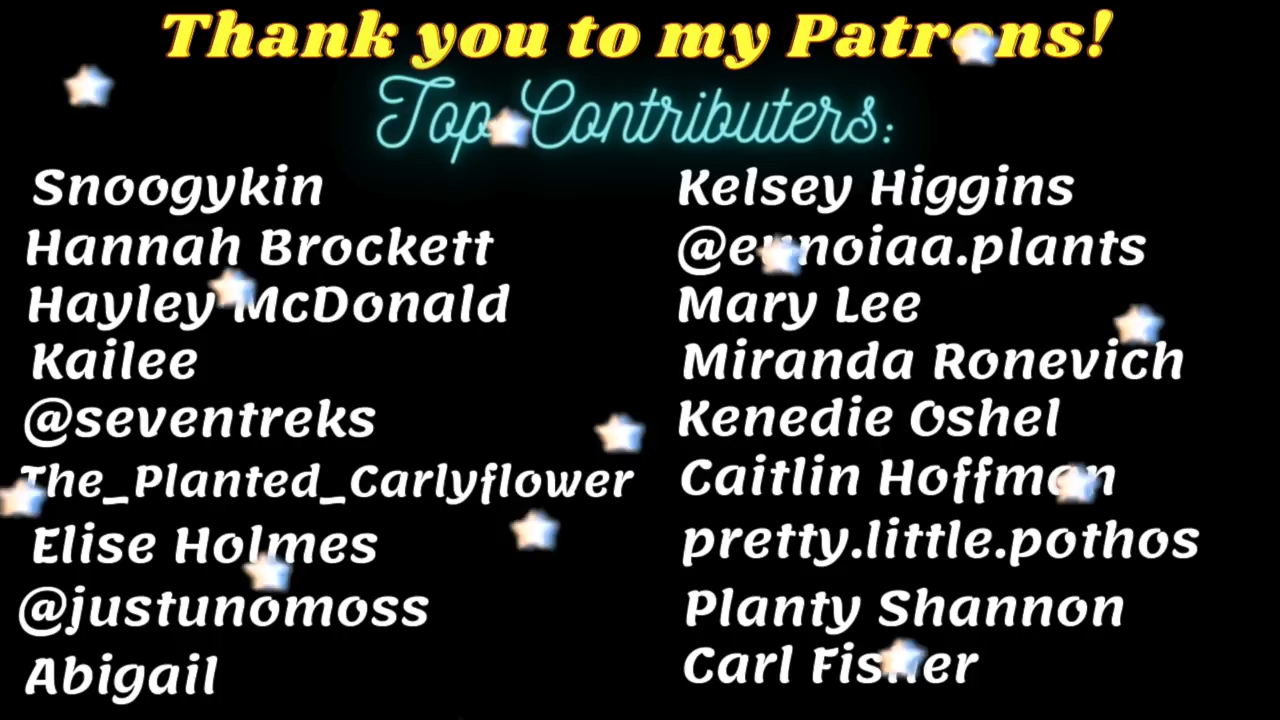 Thank you to my Patrons!
Top Contributers:
Snoogykin
Hannah Brockett
Hayley McDonald
Kailee
@seventreks
The_Planted_Carlyflower
Elise Holmes
@justunomoss
Abigail
Kelsey Higgins
@eunoiaa.plants
Mary Lee
Miranda Ronevich
Kenedie Oshel
Caitlin Hoffman
pretty.little.pothos
Planty Shannon
Carl Fisher